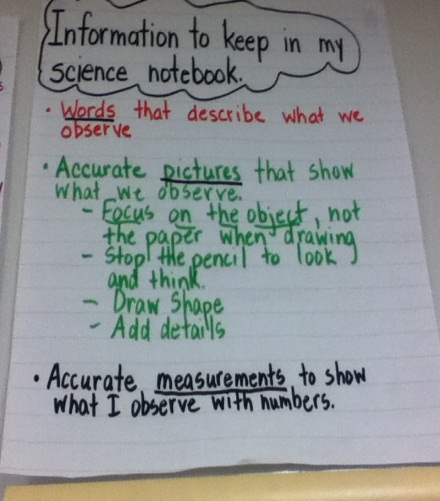 Information to keep in my
science notebook.
• Words that describe what we
observe
• Accurate pictures that show
what we observe.
- Focus on the object, not
the paper when drawing
- Stop the pencil to look
and think.
- Draw Shape
- Add details
• Accurate measurements to show
what I observe with numbers.